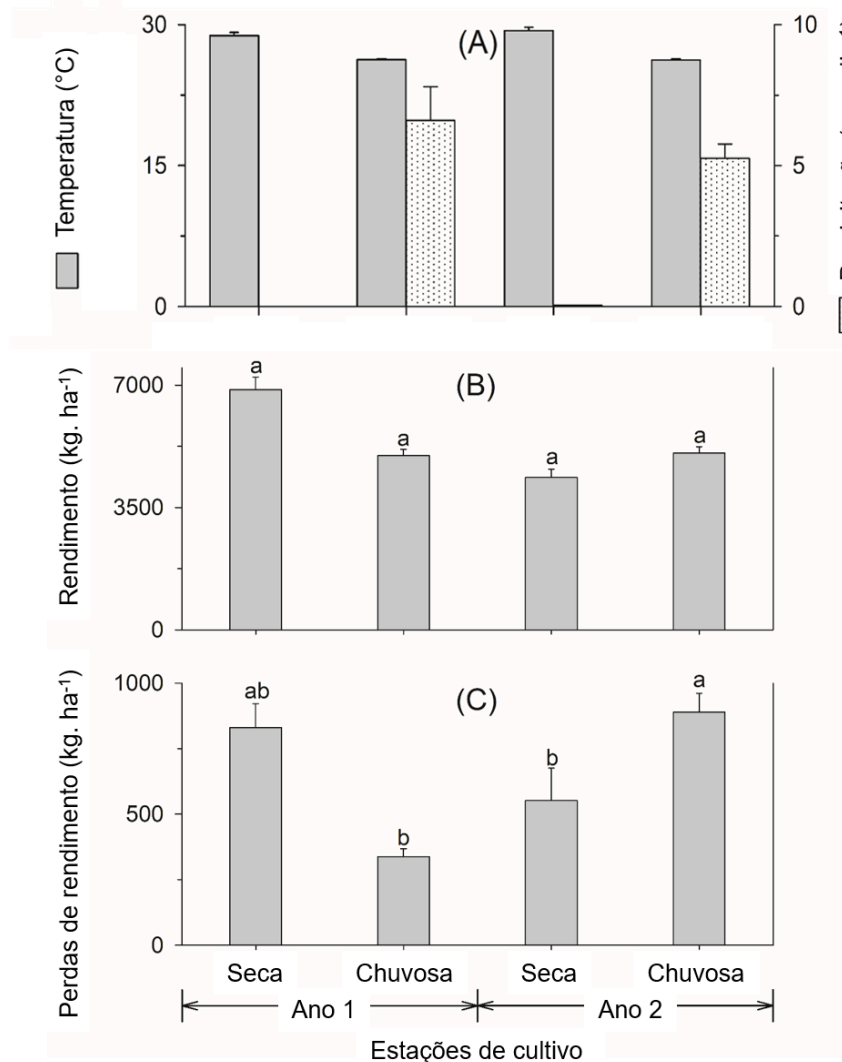 30
15
0
Temperatura (°C)
(A)
10
5
0
7000
3500
0
Rendimento (kg. ha-1)
(B)
a
a
a
a
1000
500
0
Perdas de rendimento (kg. ha-1)
(C)
ab
b
b
a
Seca Chuvosa Seca Chuvosa
Ano 1 Ano 2
Estações de cultivo